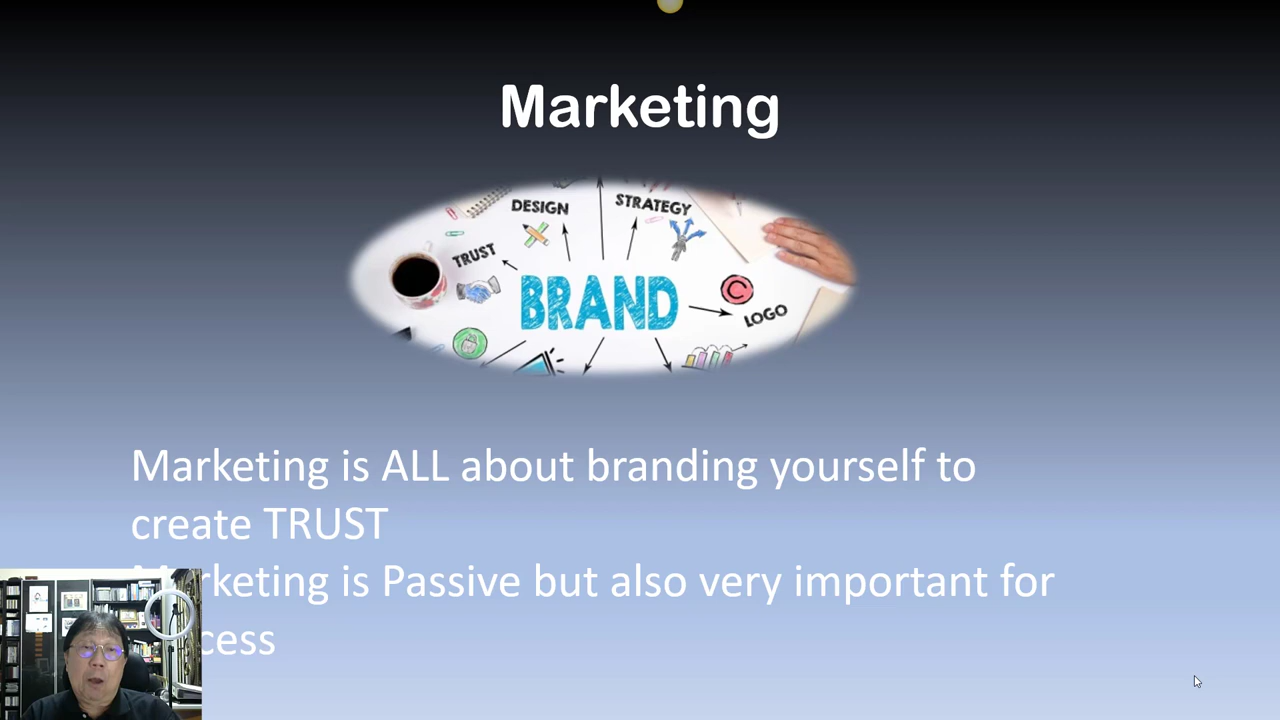 Marketing
DESIGN
STRATEGY
TRUST
BRAND
C
LOGO
Marketing is ALL about branding yourself to
create TRUST
Marketing is Passive but also very important for
cess